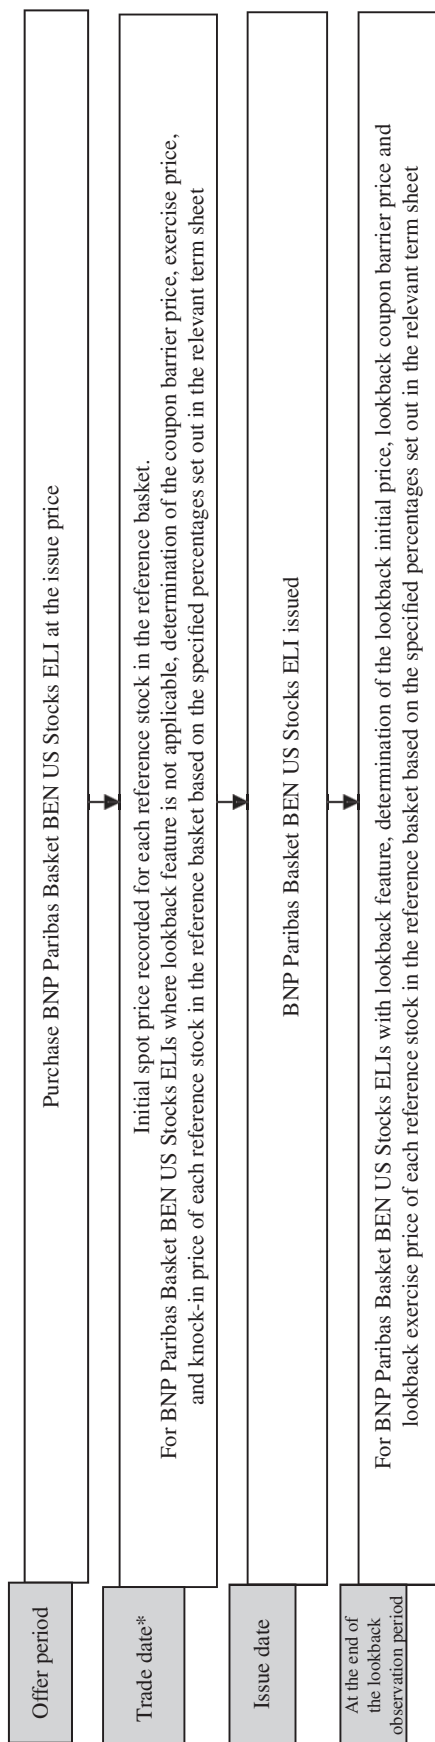 Offer period
Purchase BNP Paribas Basket BEN US Stocks ELI at the issue price
Trade date*
Initial spot price recorded for each reference stock in the reference basket.
For BNP Paribas Basket BEN US Stocks ELIs where lookback feature is not applicable, determination of the coupon barrier price, exercise price,
and knock-in price of each reference stock in the reference basket based on the specified percentages set out in the relevant term sheet
Issue date
BNP Paribas Basket BEN US Stocks ELI issued
At the end of
the lookback
observation period
For BNP Paribas Basket BEN US Stocks ELIs with lookback feature, determination of the lookback initial price, lookback coupon barrier price and
lookback exercise price of each reference stock in the reference basket based on the specified percentages set out in the relevant term sheet